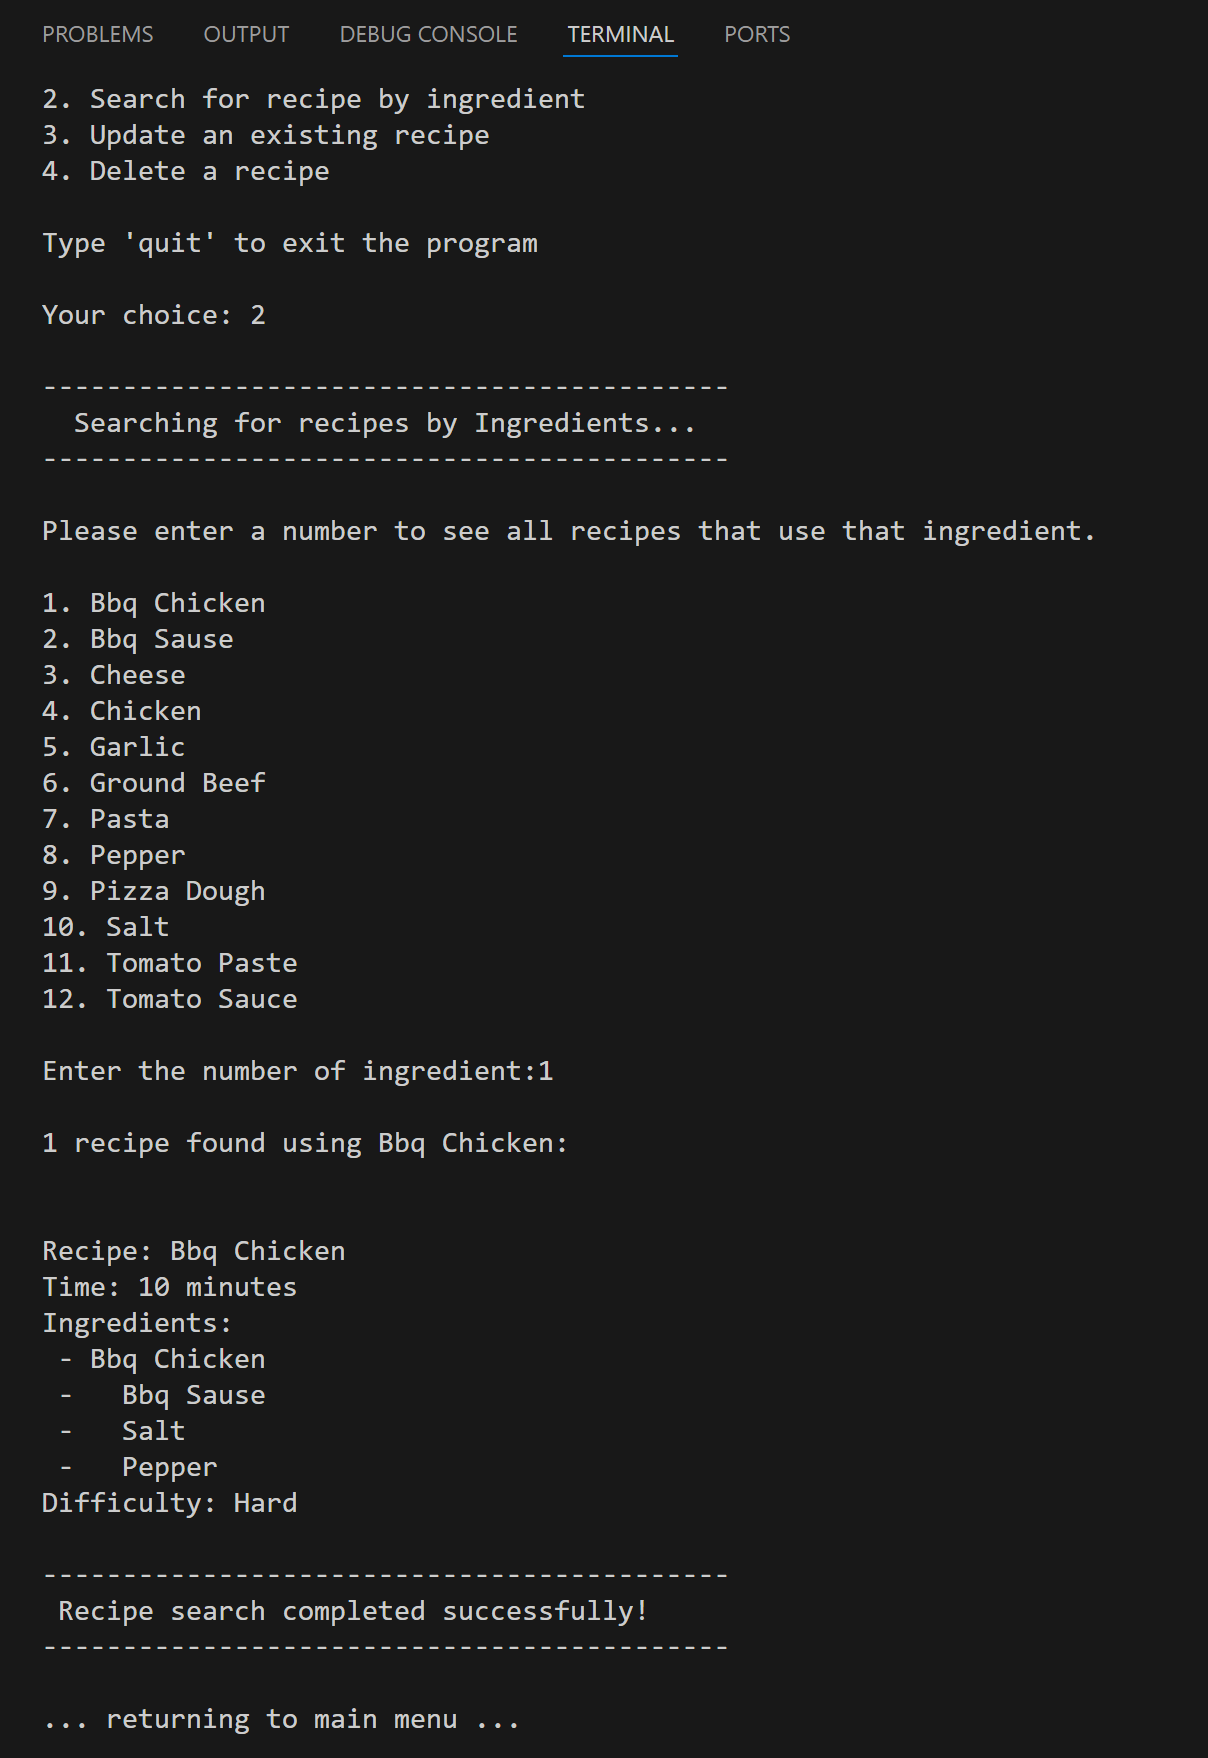 PROBLEMS OUTPUT DEBUG CONSOLE TERMINAL PORTS
2. Search for recipe by ingredient
3. Update an existing recipe
4. Delete a recipe
Type 'quit' to exit the program
Your choice: 2
-------------------------------------------
Searching for recipes by Ingredients...
-------------------------------------------
Please enter a number to see all recipes that use that ingredient.
1. Bbq Chicken
2. Bbq Sause
3. Cheese
4. Chicken
5. Garlic
6. Ground Beef
7. Pasta
8. Pepper
9. Pizza Dough
10. Salt
11. Tomato Paste
12. Tomato Sauce
Enter the number of ingredient:1
1 recipe found using Bbq Chicken:
Recipe: Bbq Chicken
Time: 10 minutes
Ingredients:
- Bbq Chicken
-   Bbq Sause
-   Salt
-   Pepper
Difficulty: Hard
-------------------------------------------
Recipe search completed successfully!
-------------------------------------------
... returning to main menu ...